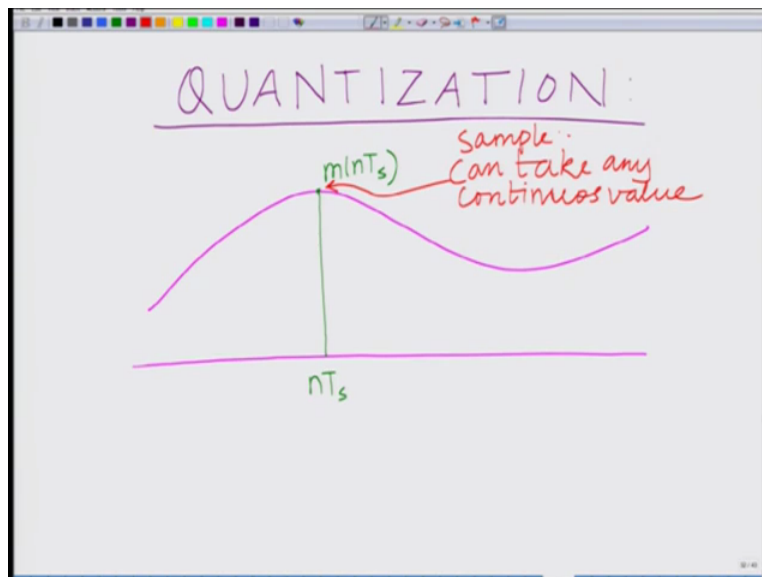 QUANTIZATION:
m(nTs)
Sample:
Can take any
continuos value
nTs